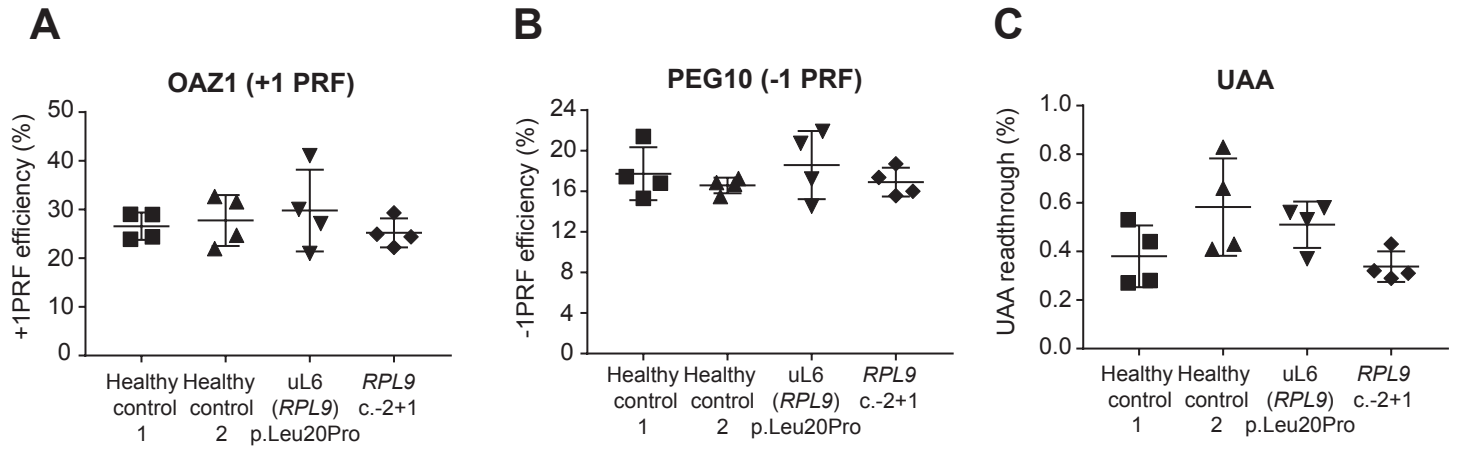 A
OAZ1 (+1 PRF)
+1PRF efficiency (%)
50
40
30
20
10
0
Healthy control 1
Healthy control 2
uL6 (RPL9) p.Leu20Pro
RPL9 c.-2+1
B
PEG10 (-1 PRF)
-1PRF efficiency (%)
24
20
16
12
8
4
0
Healthy control 1
Healthy control 2
uL6 (RPL9) p.Leu20Pro
RPL9 c.-2+1
C
UAA
UAA readthrough (%)
1.0
0.8
0.6
0.4
0.2
0.0
Healthy control 1
Healthy control 2
uL6 (RPL9) p.Leu20Pro
RPL9 c.-2+1